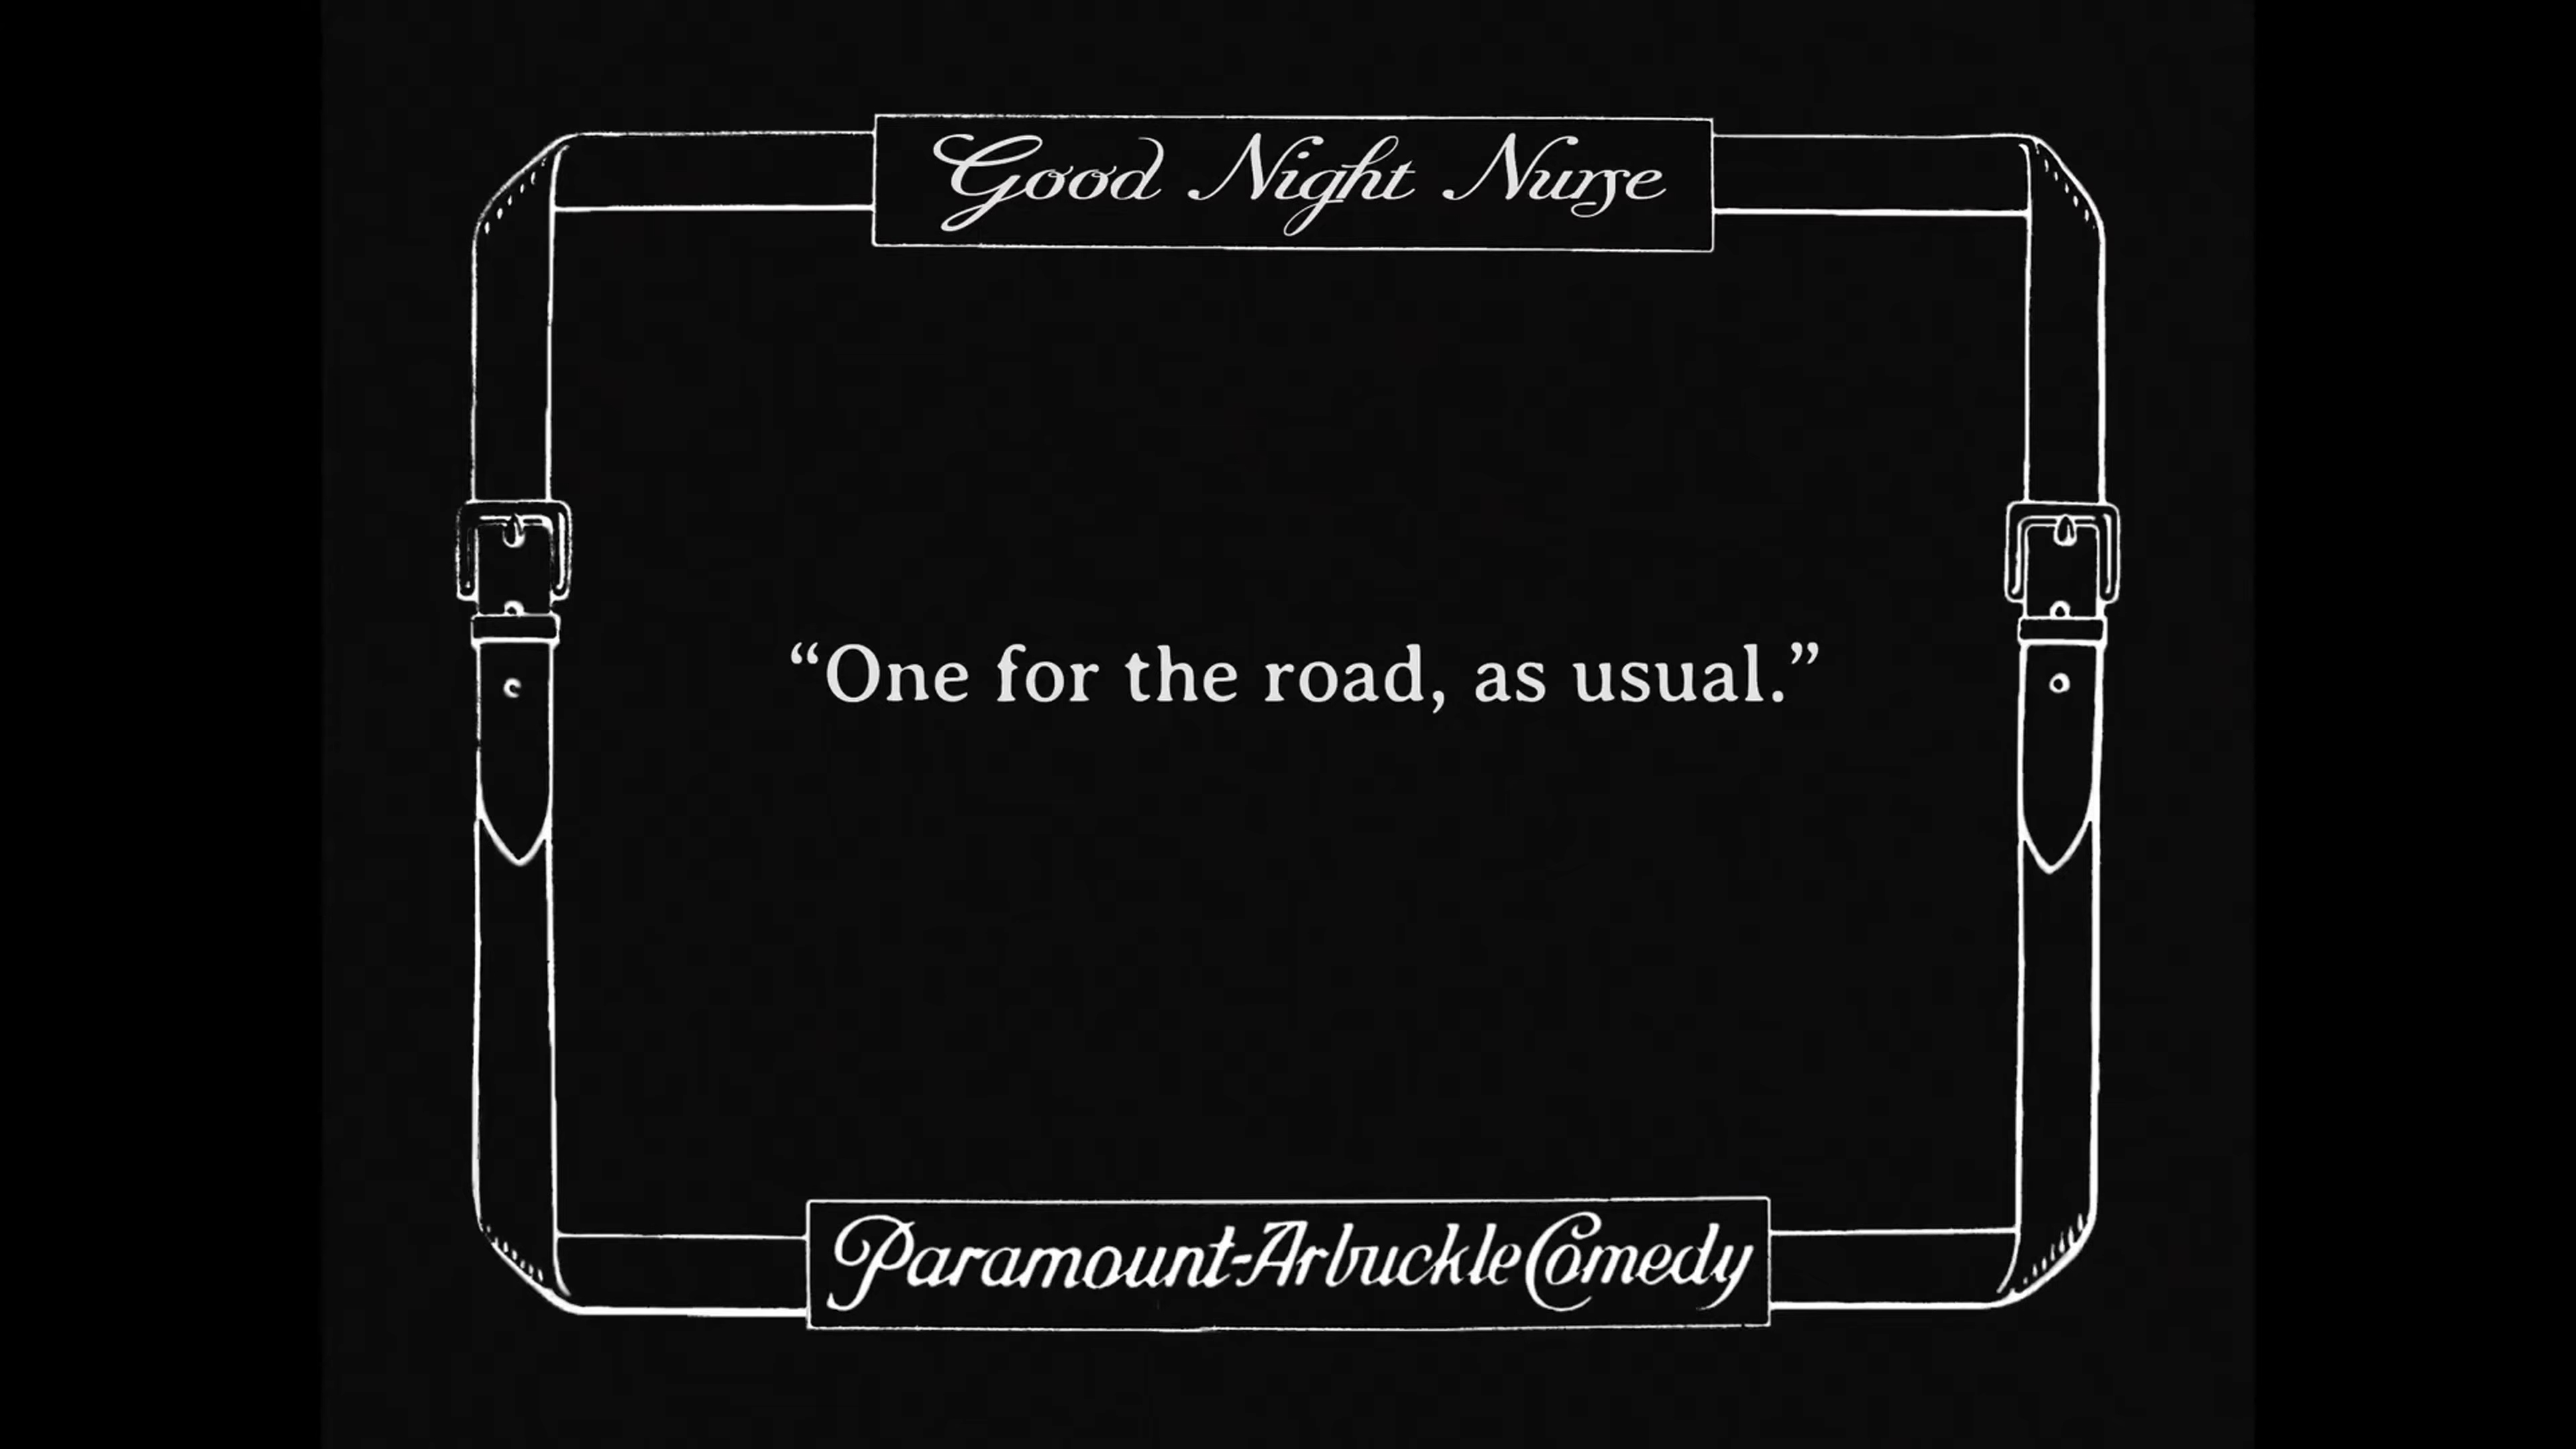 Good Night Nurse
“One for the road, as usual.”
Paramount-Arbuckle Comedy